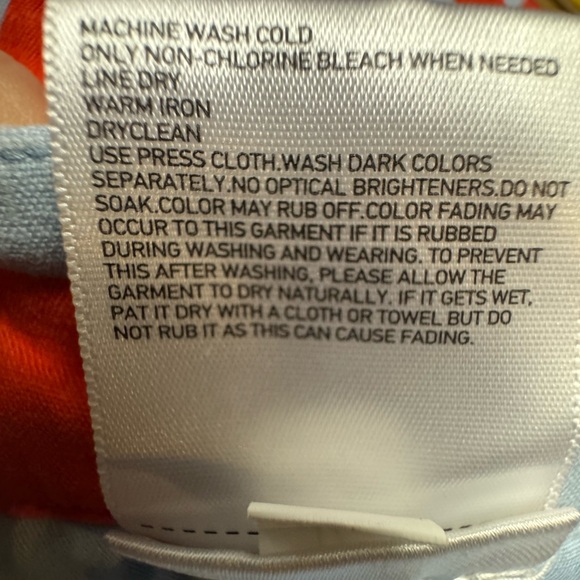 MACHINE WASH COLD
ONLY NON-CHLORINE BLEACH WHEN NEEDED
LINE DRY
WARM IRON
DRYCLEAN
USE PRESS CLOTH.WASH DARK COLORS
SEPARATELY.NO OPTICAL BRIGHTENERS.DO NOT
SOAK.COLOR MAY RUB OFF.COLOR FADING MAY
OCCUR TO THIS GARMENT IF IT IS RUBBED
DURING WASHING AND WEARING. TO PREVENT
THIS AFTER WASHING, PLEASE ALLOW THE
GARMENT TO DRY NATURALLY. IF IT GETS WET,
PAT IT DRY WITH A CLOTH OR TOWEL BUT DO
NOT RUB IT AS THIS CAN CAUSE FADING.